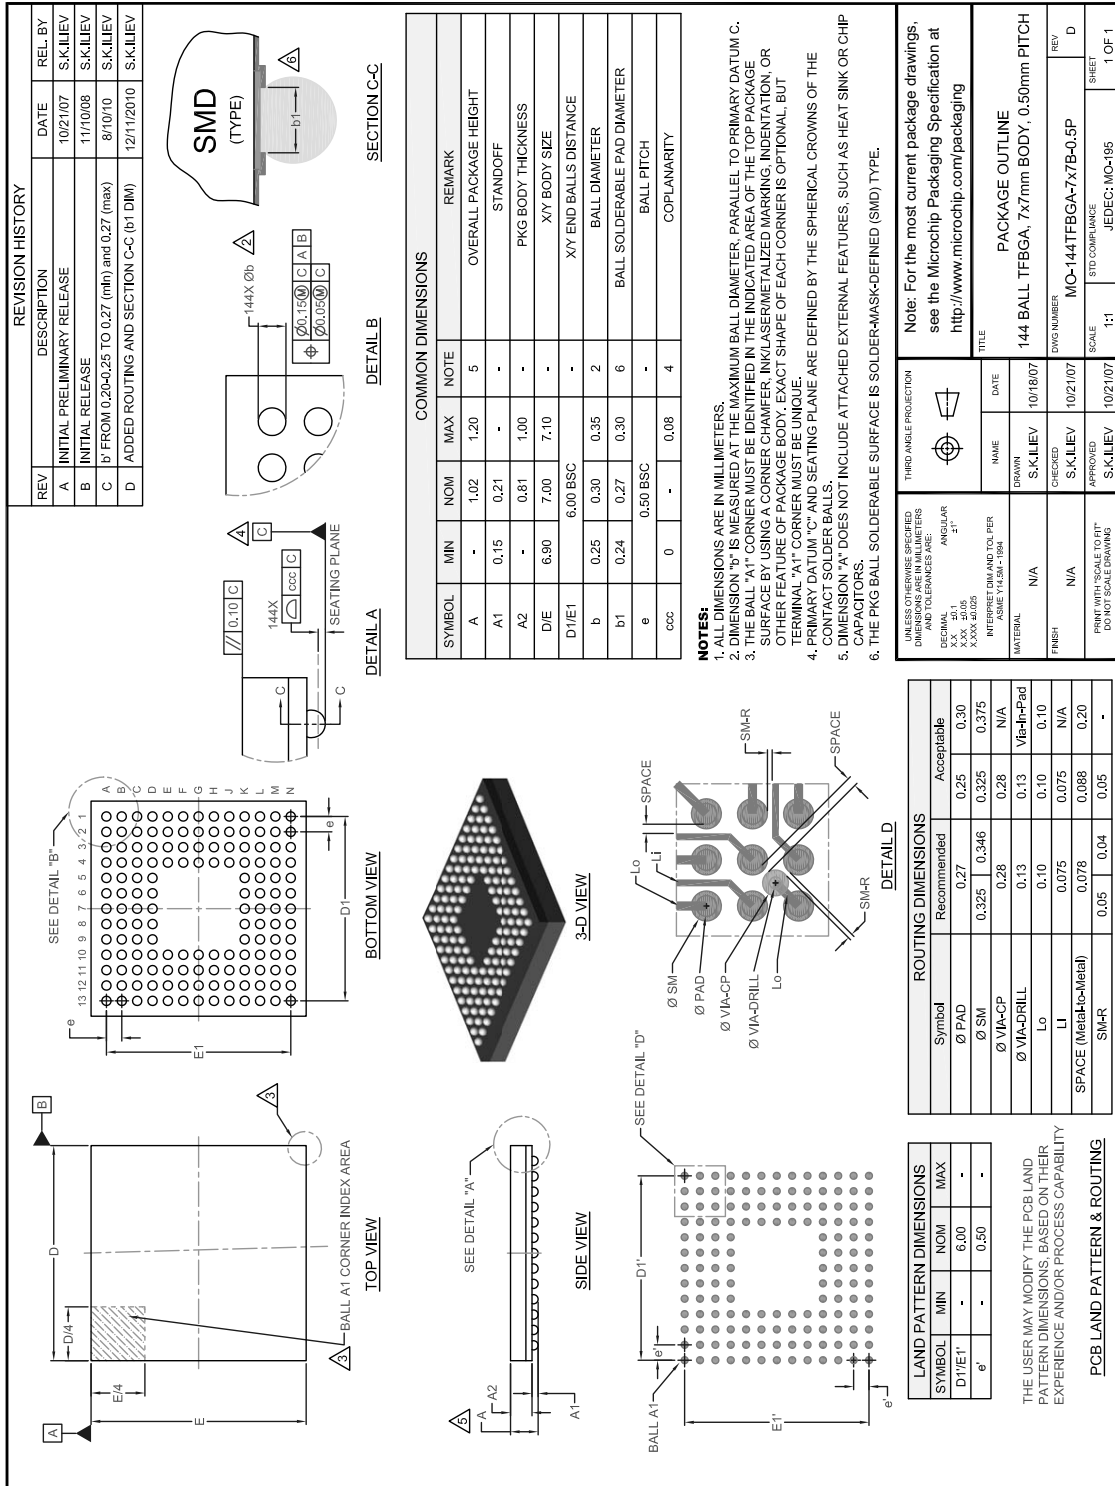 REVISION HISTORY
REV DESCRIPTION DATE REL. BY
A INITIAL PRELIMINARY RELEASE 10/21/07 S.K.ILIEV
B INITIAL RELEASE 11/10/08 S.K.ILIEV
C b' FROM 0.20-0.25 TO 0.27 (min) and 0.27 (max) 8/10/10 S.K.ILIEV
D ADDED ROUTING AND SECTION C-C (b1 DIM) 12/11/2010 S.K.ILIEV
A
B
D
D/4
E/4
E
3
3
BALL A1 CORNER INDEX AREA
TOP VIEW
SEE DETAIL "B"
e
E1
13 12 11 10 9 8 7 6 5 4 3 2 1
A
B
C
D
E
F
G
H
J
K
L
M
N
e
D1
BOTTOM VIEW
// 0.10 C
144X
ccc C
C
4
SEATING PLANE
C
C
DETAIL A
144X Øb
2
Ø0.15Ⓜ C A B
Ø0.05Ⓜ C
DETAIL B
SMD
(TYPE)
b1
6
SECTION C-C
5
A
A2
A1
SEE DETAIL "A"
SIDE VIEW
3-D VIEW
COMMON DIMENSIONS
SYMBOL MIN NOM MAX NOTE REMARK
A - 1.02 1.20 5 OVERALL PACKAGE HEIGHT
A1 0.15 0.21 - - STANDOFF
A2 - 0.81 1.00 - PKG BODY THICKNESS
D/E 6.90 7.00 7.10 - X/Y BODY SIZE
D1/E1 6.00 BSC - X/Y END BALLS DISTANCE
b 0.25 0.30 0.35 2 BALL DIAMETER
b1 0.24 0.27 0.30 6 BALL SOLDERABLE PAD DIAMETER
e 0.50 BSC - BALL PITCH
ccc 0 - 0.08 4 COPLANARITY
NOTES:
1. ALL DIMENSIONS ARE IN MILLIMETERS.
2. DIMENSION "b" IS MEASURED AT THE MAXIMUM BALL DIAMETER, PARALLEL TO PRIMARY DATUM C.
3. THE BALL "A1" CORNER MUST BE IDENTIFIED IN THE INDICATED AREA OF THE TOP PACKAGE
SURFACE BY USING A CORNER CHAMFER, INK/LASER/METALIZED MARKING, INDENTATION, OR
OTHER FEATURE OF PACKAGE BODY. EXACT SHAPE OF EACH CORNER IS OPTIONAL, BUT
TERMINAL "A1" CORNER MUST BE UNIQUE.
4. PRIMARY DATUM "C" AND SEATING PLANE ARE DEFINED BY THE SPHERICAL CROWNS OF THE
CONTACT SOLDER BALLS.
5. DIMENSION "A" DOES NOT INCLUDE ATTACHED EXTERNAL FEATURES, SUCH AS HEAT SINK OR CHIP
CAPACITORS.
6. THE PKG BALL SOLDERABLE SURFACE IS SOLDER-MASK-DEFINED (SMD) TYPE.
BALL A1
e'
D1'
SEE DETAIL "D"
E1'
e'
Ø SM
Ø PAD
Ø VIA-CP
Ø VIA-DRILL
Lo
Lo
Li
SPACE
SM-R
SPACE
SM-R
DETAIL D
LAND PATTERN DIMENSIONS
SYMBOL MIN NOM MAX
D1'/E1' - 6.00 -
e' - 0.50 -
THE USER MAY MODIFY THE PCB LAND
PATTERN DIMENSIONS, BASED ON THEIR
EXPERIENCE AND/OR PROCESS CAPABILITY
PCB LAND PATTERN & ROUTING
ROUTING DIMENSIONS
Symbol Recommended Acceptable
Ø PAD 0.27 0.25 0.30
Ø SM 0.325 0.346 0.325 0.375
Ø VIA-CP 0.28 0.28 N/A
Ø VIA-DRILL 0.13 0.13 Via-In-Pad
Lo 0.10 0.10 0.10
Li 0.075 0.075 N/A
SPACE (Metal-to-Metal) 0.078 0.088 0.20
SM-R 0.05 0.04 0.05 -
UNLESS OTHERWISE SPECIFIED
DIMENSIONS ARE IN MILLIMETERS
AND TOLERANCES ARE:
DECIMAL ANGULAR
X.X ±0.1 ±1°
X.XX ±0.05
X.XXX ±0.025
INTERPRET DIM AND TOL PER
ASME Y14.5M - 1994
MATERIAL
N/A
FINISH
N/A
PRINT WITH "SCALE TO FIT"
DO NOT SCALE DRAWING
THIRD ANGLE PROJECTION
NAME DATE
DRAWN
S.K.ILIEV 10/18/07
CHECKED
S.K.ILIEV 10/21/07
APPROVED
S.K.ILIEV 10/21/07
Note: For the most current package drawings,
see the Microchip Packaging Specification at
http://www.microchip.com/packaging
TITLE
PACKAGE OUTLINE
144 BALL TFBGA, 7x7mm BODY, 0.50mm PITCH
DWG NUMBER
MO-144TFBGA-7x7B-0.5P
REV
D
SCALE
1:1
STD COMPLIANCE
JEDEC: MO-195
SHEET
1 OF 1